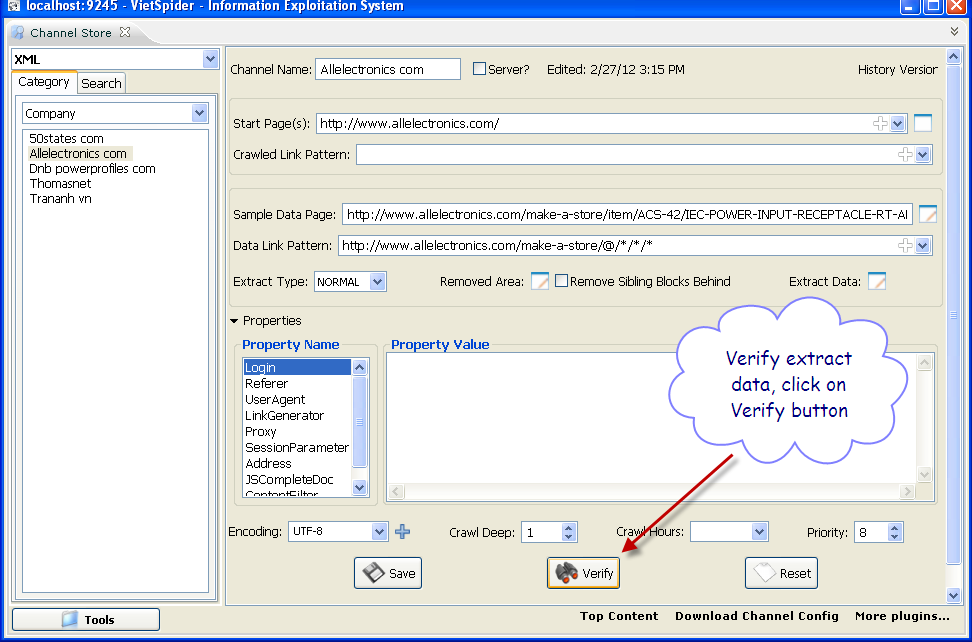 localhost:9245 - VietSpider - Information Exploitation System
Channel Store
XML
Category Search
Company
50states com
Allelectronics com
Dnb powerprofiles com
Thomasnet
Trananh vn
Tools
Channel Name: Allelectronics com Server? Edited: 2/27/12 3:15 PM History Version
Start Page(s): http://www.allelectronics.com/
Crawled Link Pattern:
Sample Data Page: http://www.allelectronics.com/make-a-store/item/ACS-42/IEC-POWER-INPUT-RECEPTACLE-RT-AI
Data Link Pattern: http://www.allelectronics.com/make-a-store/@/*/*/*
Extract Type: NORMAL Removed Area: Remove Sibling Blocks Behind Extract Data:
Properties
Property Name
Login
Referer
UserAgent
LinkGenerator
Proxy
SessionParameter
Address
JSCompleteDoc
ContentFilter
Property Value
Verify extract
data, click on
Verify button
Encoding: UTF-8 Crawl Deep: 1 Crawl Hours: Priority: 8
Save Verify Reset
Top Content Download Channel Config More plugins...